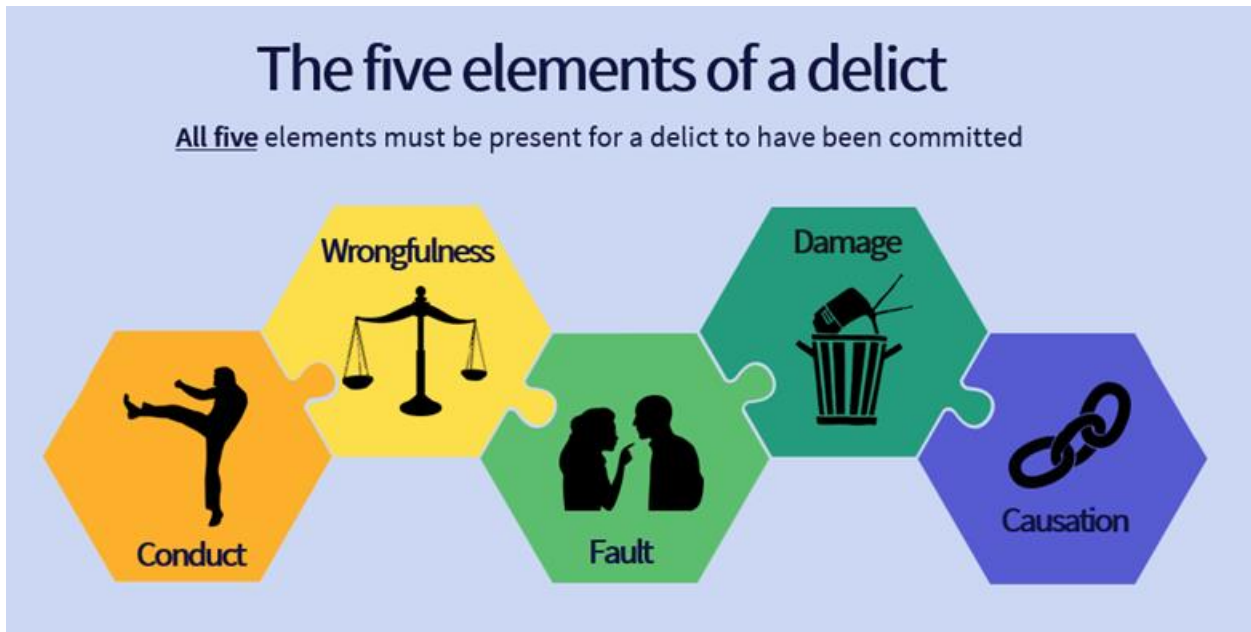 The five elements of a delict
All five elements must be present for a delict to have been committed
Wrongfulness
Damage
Conduct
Fault
Causation